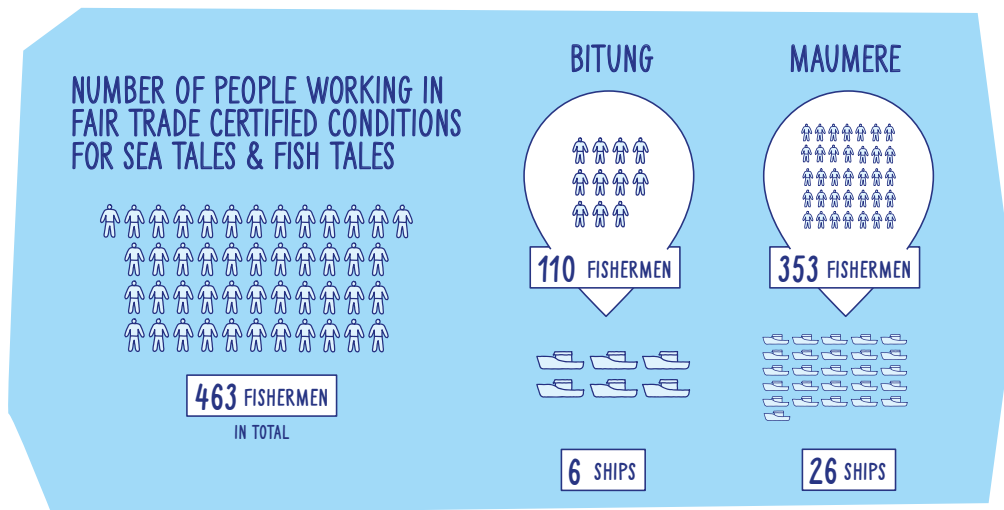 NUMBER OF PEOPLE WORKING IN
FAIR TRADE CERTIFIED CONDITIONS
FOR SEA TALES & FISH TALES
463 FISHERMEN
IN TOTAL
BITUNG
110 FISHERMEN
6 SHIPS
MAUMERE
353 FISHERMEN
26 SHIPS